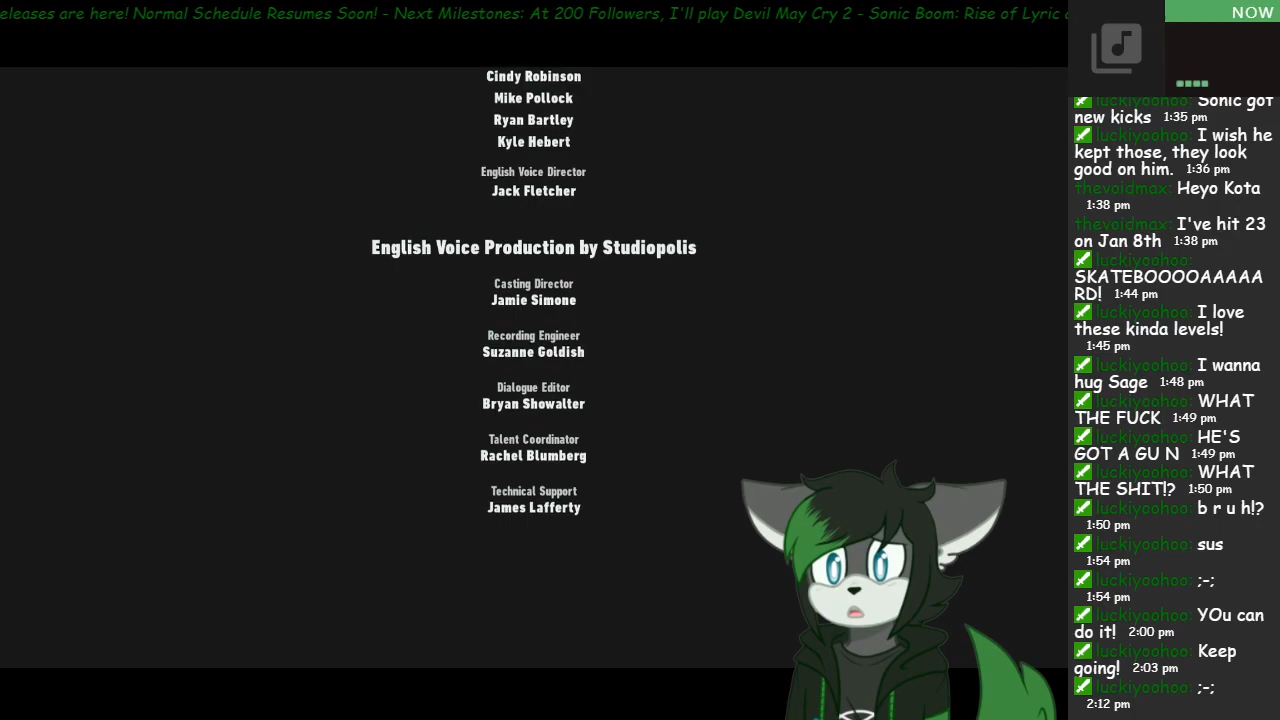 eleases are here! Normal Schedule Resumes Soon! - Next Milestones: At 200 Followers, I'll play Devil May Cry 2 - Sonic Boom: Rise of Lyric
NOW
Cindy Robinson
Mike Pollock
Ryan Bartley
Kyle Hebert
English Voice Director
Jack Fletcher
English Voice Production by Studiopolis
Casting Director
Jamie Simone
Recording Engineer
Suzanne Goldish
Dialogue Editor
Bryan Showalter
Talent Coordinator
Rachel Blumberg
Technical Support
James Lafferty
luckiyoohoo: Sonic got
new kicks 1:35 pm
luckiyoohoo: I wish he
kept those, they look
good on him. 1:36 pm
thevoidmax: Heyo Kota
1:38 pm
thevoidmax: I've hit 23
on Jan 8th 1:38 pm
luckiyoohoo:
SKATEBOOOOAAAAA
RD! 1:44 pm
luckiyoohoo: I love
these kinda levels!
1:45 pm
luckiyoohoo: I wanna
hug Sage 1:48 pm
luckiyoohoo: WHAT
THE FUCK 1:49 pm
luckiyoohoo: HE'S
GOT A GU N 1:49 pm
luckiyoohoo: WHAT
THE SHIT!? 1:50 pm
luckiyoohoo: b r u h!?
1:50 pm
luckiyoohoo: sus
1:54 pm
luckiyoohoo: ;-;
1:54 pm
luckiyoohoo: YOu can
do it! 2:00 pm
luckiyoohoo: Keep
going! 2:03 pm
luckiyoohoo: ;-;
2:12 pm